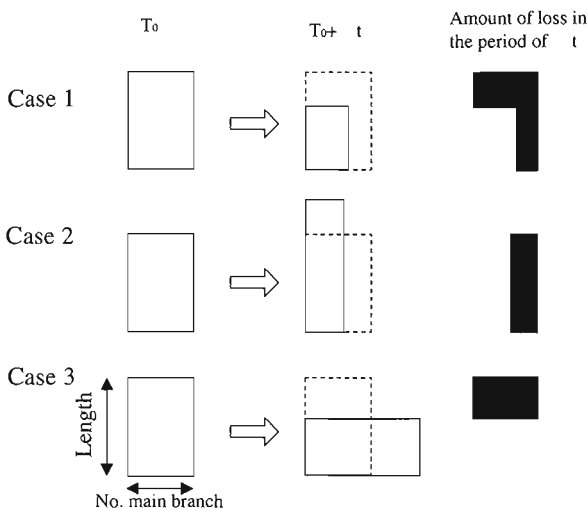 T₀
T₀+ t
Amount of loss in
the period of t
Case 1
Case 2
Case 3
Length
No. main branch